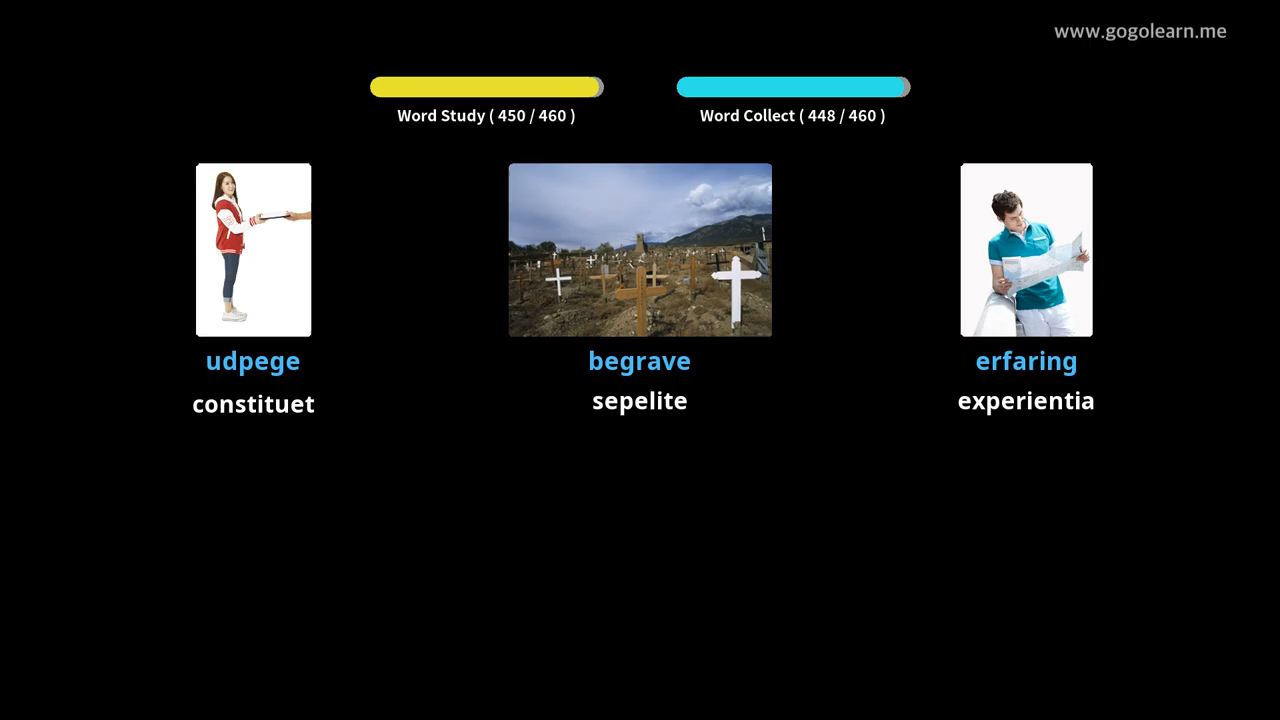 www.gogolearn.me
Word Study ( 450 / 460 )
Word Collect ( 448 / 460 )
udpege
begrave
erfaring
constituet
sepelite
experientia